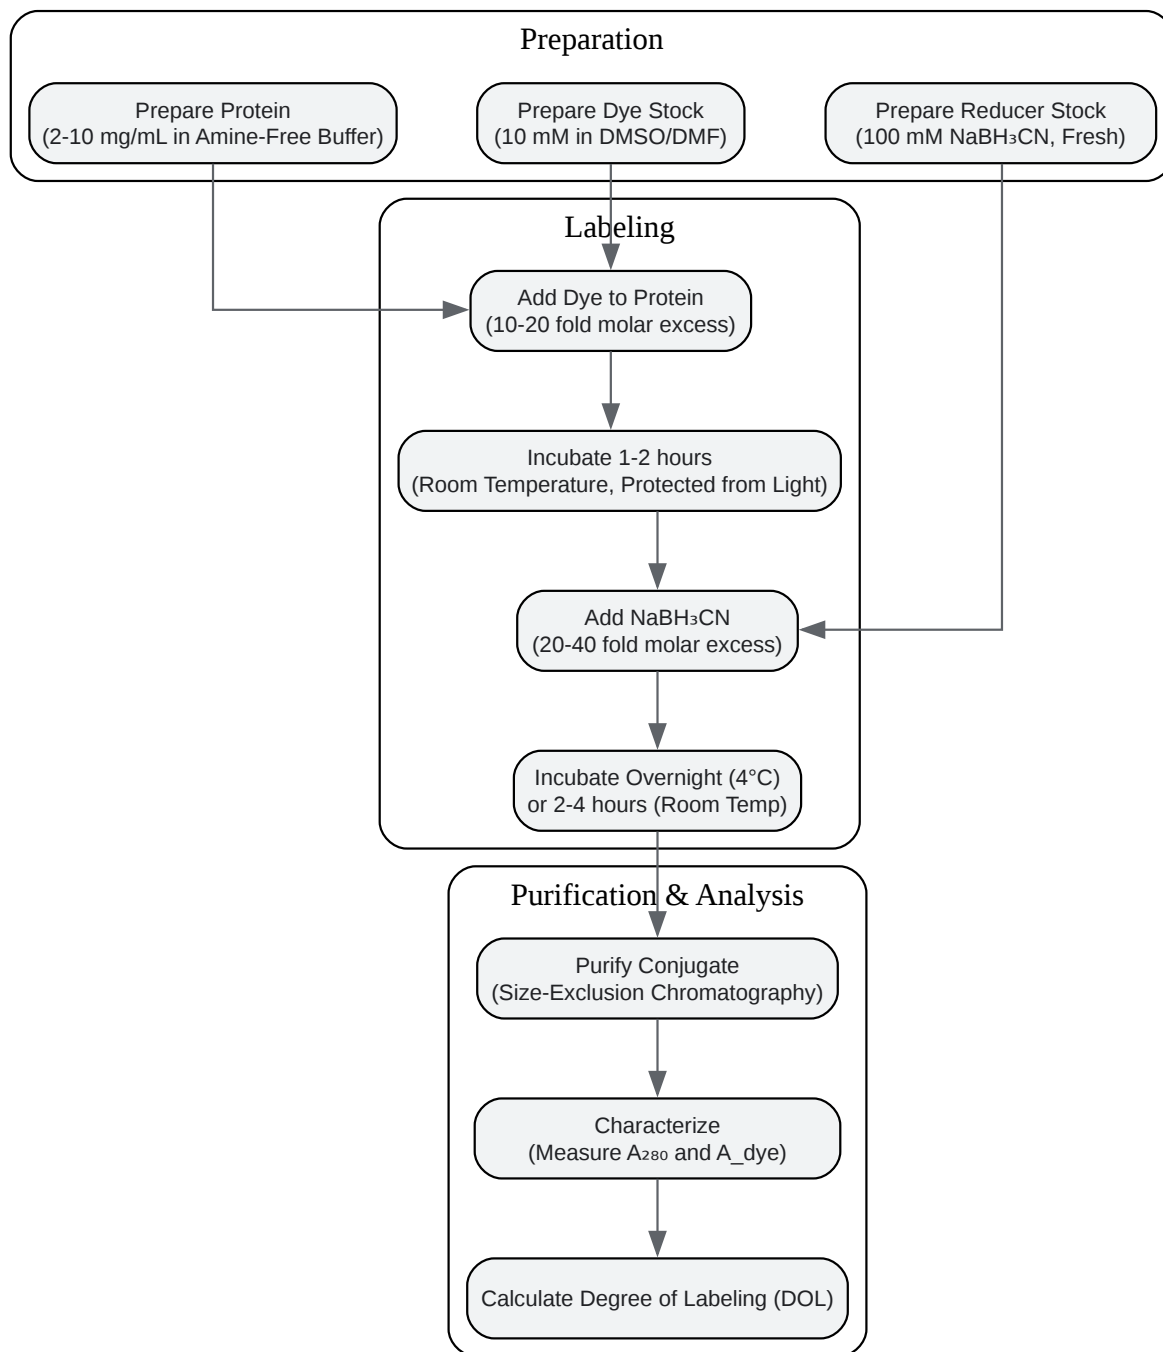 Preparation
Prepare Protein
(2-10 mg/mL in Amine-Free Buffer)
Prepare Dye Stock
(10 mM in DMSO/DMF)
Prepare Reducer Stock
(100 mM NaBH₃CN, Fresh)
Labeling
Add Dye to Protein
(10-20 fold molar excess)
Incubate 1-2 hours
(Room Temperature, Protected from Light)
Add NaBH₃CN
(20-40 fold molar excess)
Incubate Overnight (4°C)
or 2-4 hours (Room Temp)
Purification & Analysis
Purify Conjugate
(Size-Exclusion Chromatography)
Characterize
(Measure A₂₈₀ and A_dye)
Calculate Degree of Labeling (DOL)